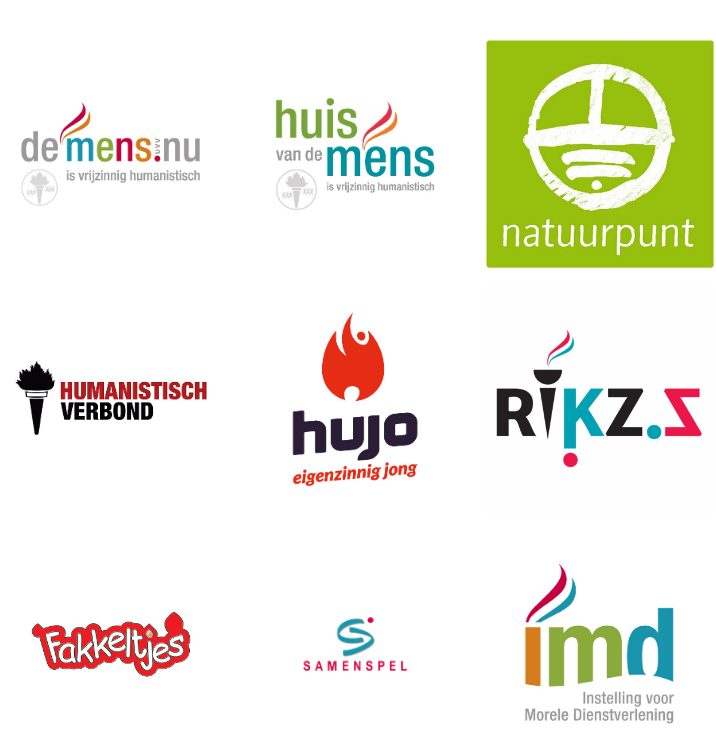 demens.nu
uvv
is vrijzinnig humanistisch
huis
van de mens
is vrijzinnig humanistisch
natuurpunt
HUMANISTISCH
VERBOND
hujo
eigenzinnig jong
RIKZ.Z
Fakkeltjes
SAMENSPEL
imd
Instelling voor
Morele Dienstverlening